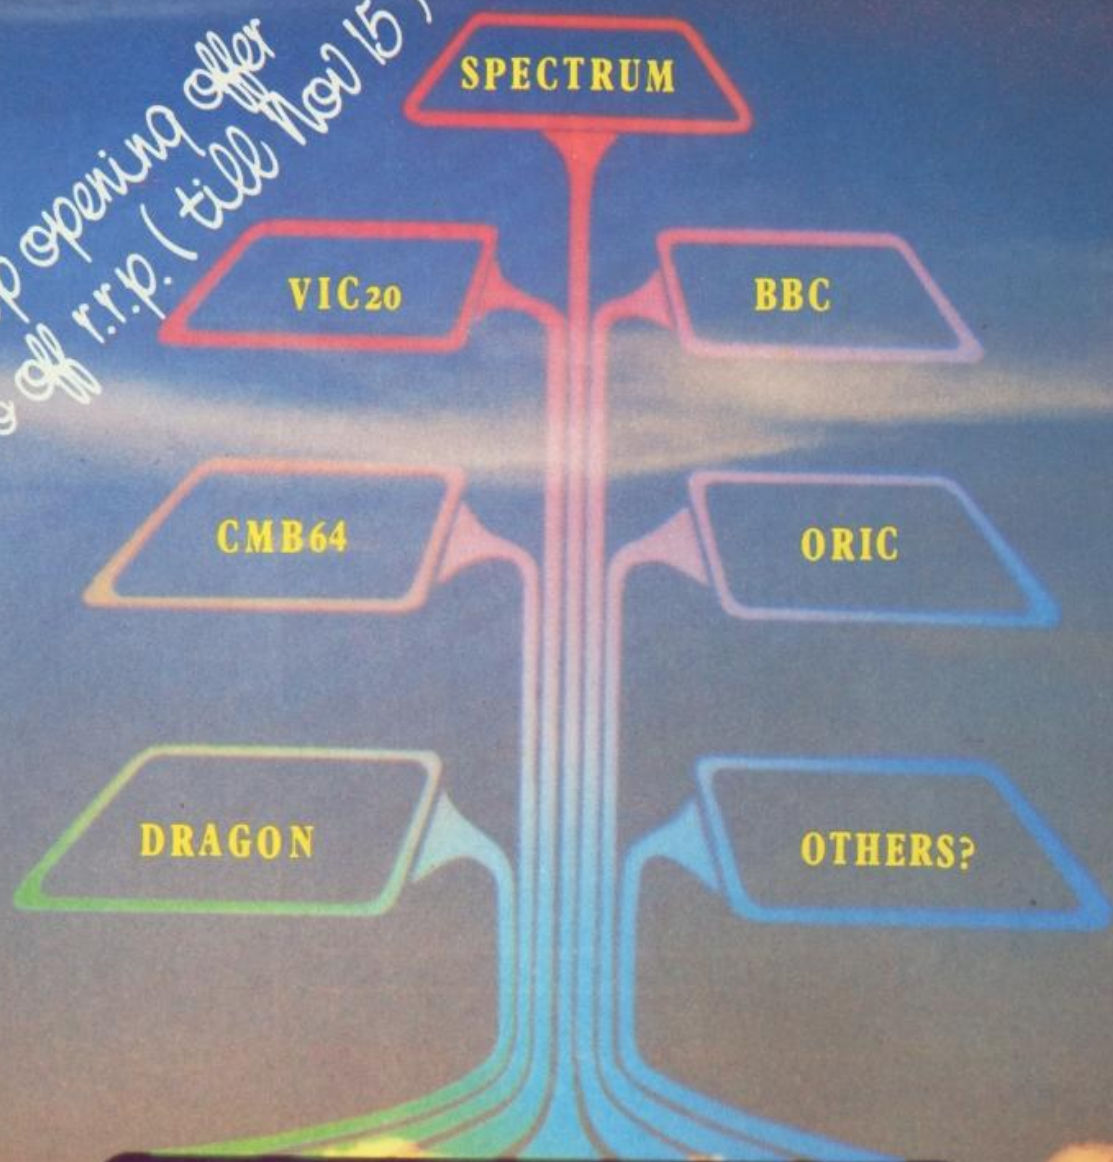 opening offer
off r.r.p. (till Nov 15)
SPECTRUM
VIC20
BBC
CMB64
ORIC
DRAGON
OTHERS?